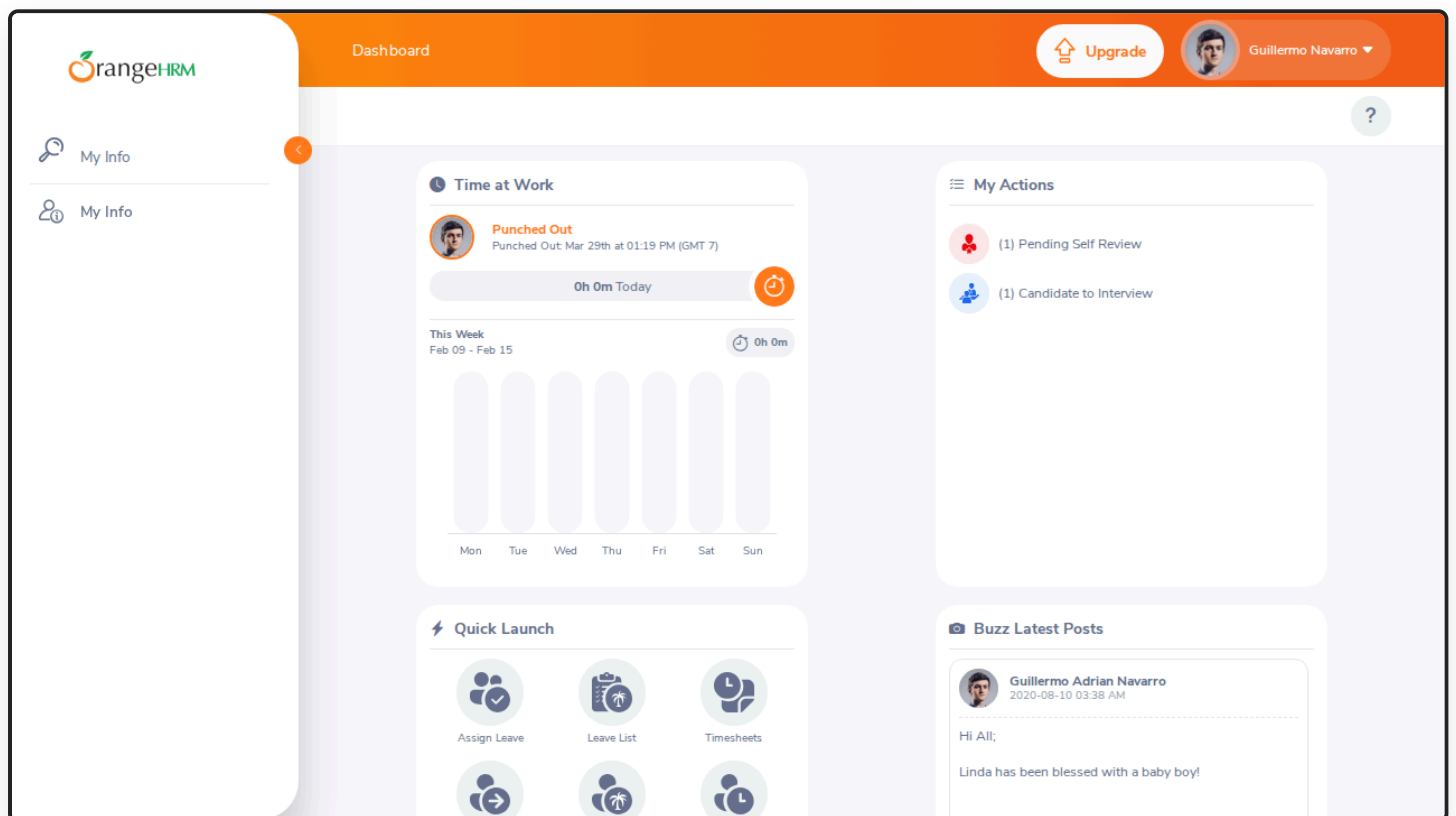 OrangeHRM
Dashboard
Upgrade
Guillermo Navarro
?
My Info
My Info
Time at Work
Punched Out
Punched Out: Mar 29th at 01:19 PM (GMT 7)
0h 0m Today
This Week
Feb 09 - Feb 15
0h 0m
Mon Tue Wed Thu Fri Sat Sun
My Actions
(1) Pending Self Review
(1) Candidate to Interview
Quick Launch
Assign Leave
Leave List
Timesheets
Buzz Latest Posts
Guillermo Adrian Navarro
2020-08-10 03:38 AM
Hi All;
Linda has been blessed with a baby boy!